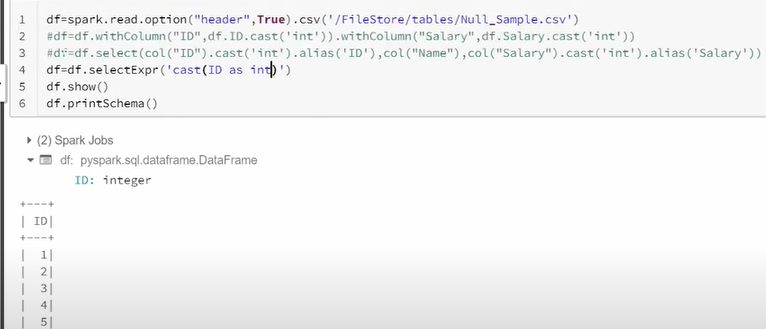 1 df=spark.read.option("header",True).csv('/FileStore/tables/Null_Sample.csv')
2 #df=df.withColumn("ID",df.ID.cast('int')).withColumn("Salary",df.Salary.cast('int'))
3 #df=df.select(col("ID").cast('int').alias('ID'),col("Name"),col("Salary").cast('int').alias('Salary'))
4 df=df.selectExpr('cast(ID as int)')
5 df.show()
6 df.printSchema()
(2) Spark Jobs
df: pyspark.sql.dataframe.DataFrame
ID: integer
+---+
| ID|
+---+
| 1|
| 2|
| 3|
| 4|
| 5|